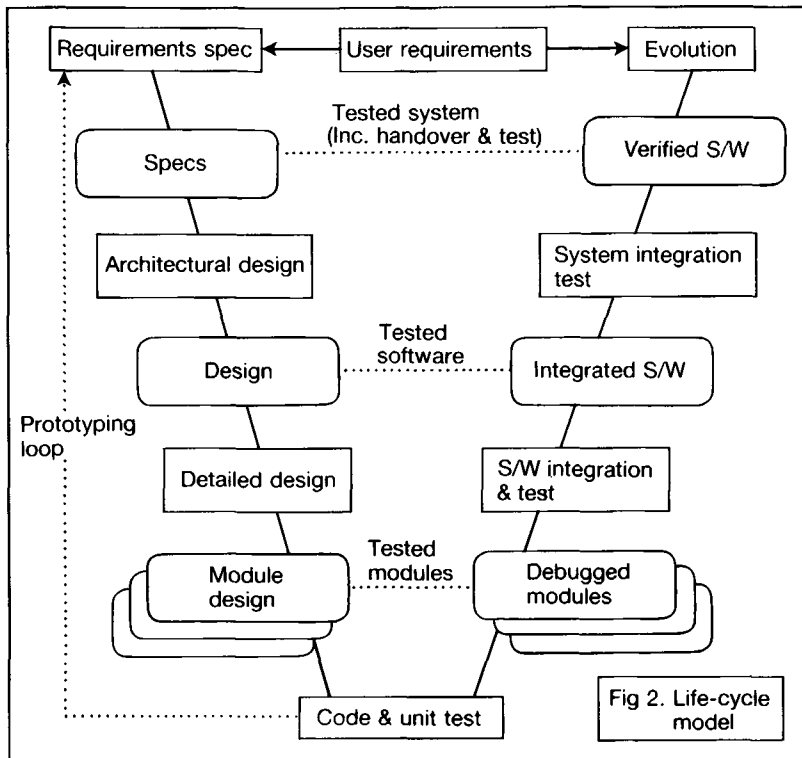 Requirements spec
User requirements
Evolution
Tested system
(Inc. handover & test)
Specs
Verified S/W
Architectural design
System integration
test
Tested
software
Design
Integrated S/W
Prototyping
loop
Detailed design
S/W integration
& test
Tested
modules
Module
design
Debugged
modules
Code & unit test
Fig 2. Life-cycle
model